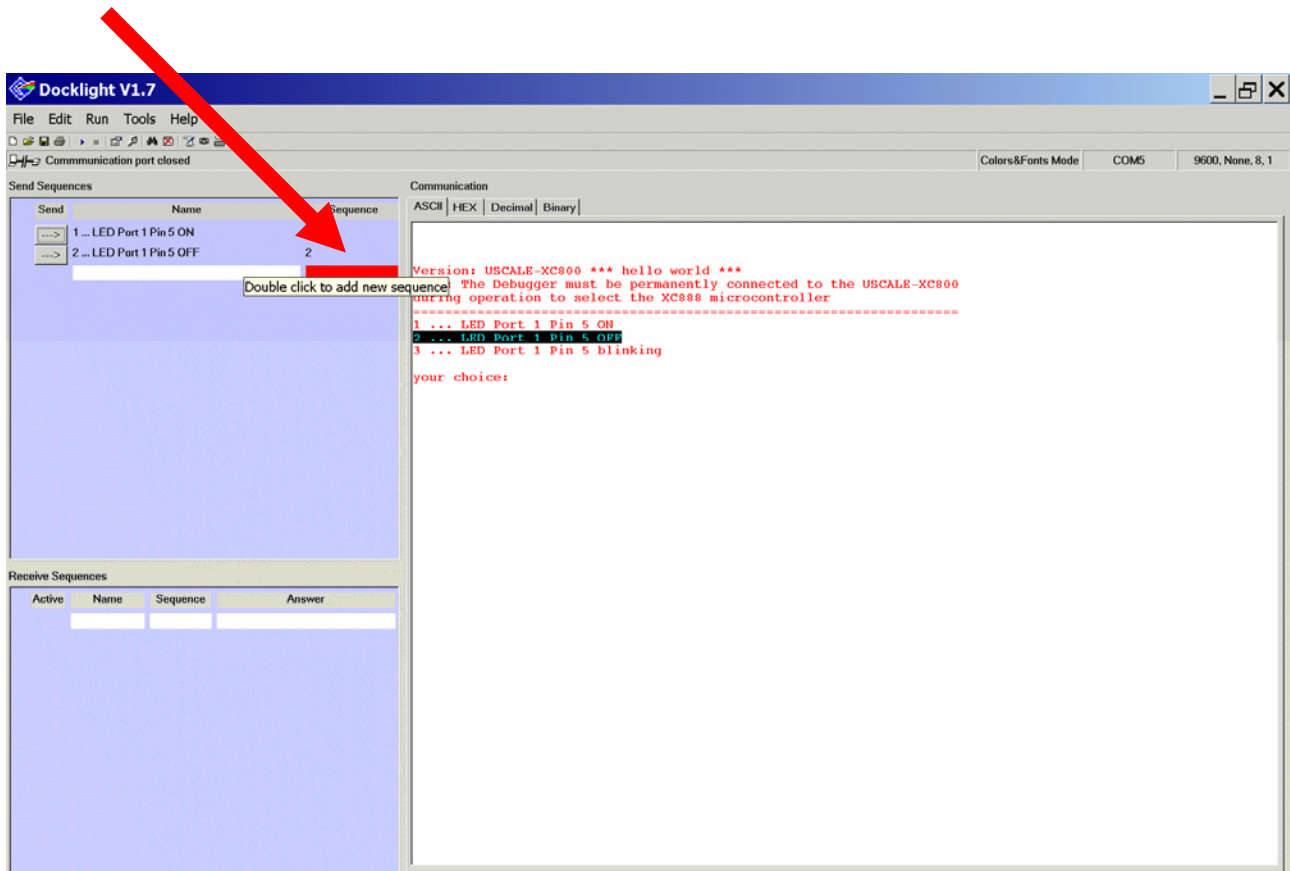 Docklight V1.7
File Edit Run Tools Help
Commmunication port closed
Colors&Fonts Mode
COM5
9600, None, 8, 1
Send Sequences
Send Name Sequence
---> 1 ... LED Port 1 Pin 5 ON
---> 2 ... LED Port 1 Pin 5 OFF 2
Double click to add new sequence
Communication
ASCII HEX Decimal Binary
Version: USCALE-XC800 *** hello world ***
The Debugger must be permanently connected to the USCALE-XC800
during operation to select the XC888 microcontroller
====================================================================
1 ... LED Port 1 Pin 5 ON
2 ... LED Port 1 Pin 5 OFF
3 ... LED Port 1 Pin 5 blinking
your choice:
Receive Sequences
Active Name Sequence Answer